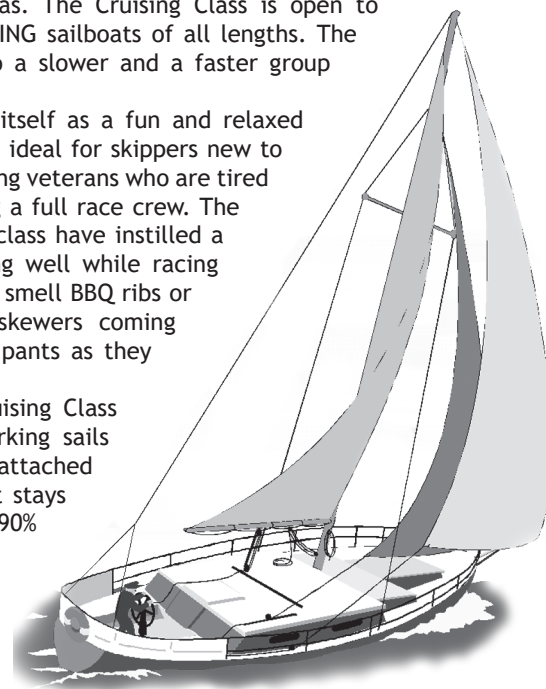 as. The Cruising Class is open to
ING sailboats of all lengths. The
o a slower and a faster group
itself as a fun and relaxed
ideal for skippers new to
ng veterans who are tired
a full race crew. The
class have instilled a
g well while racing
smell BBQ ribs or
skewers coming
pants as they
uising Class
rking sails
attached
t stays
90%